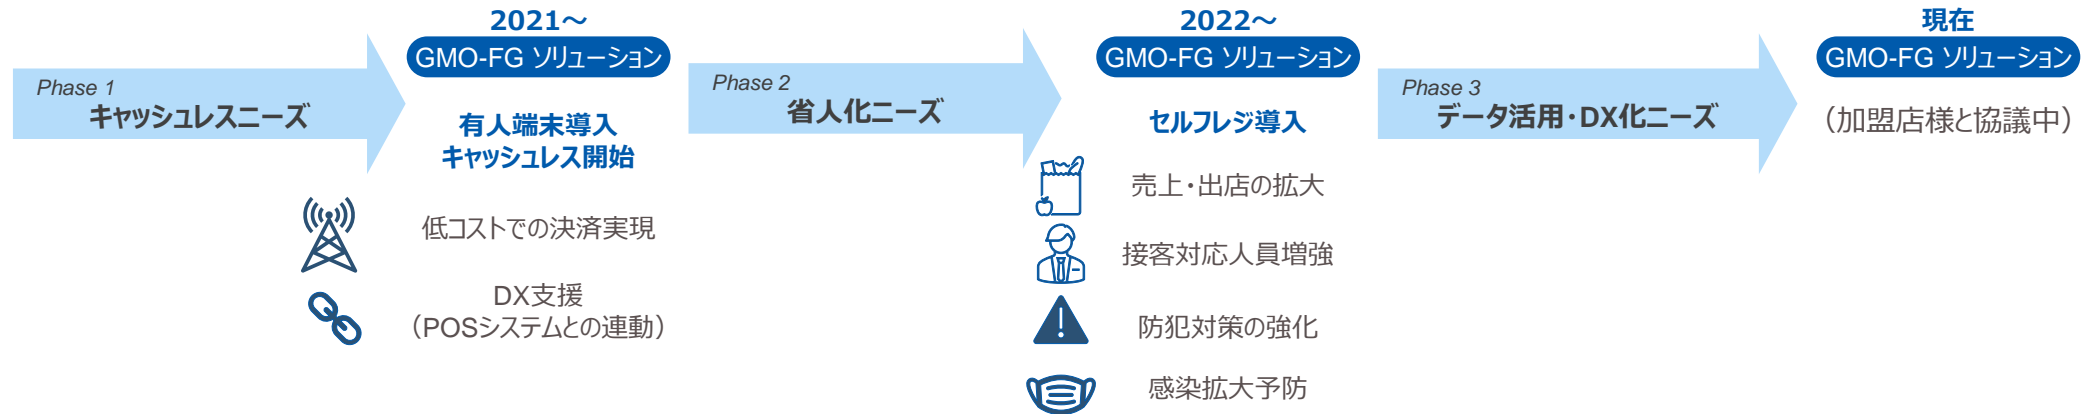 Phase 1
キャッシュレスニーズ
2021～
GMO-FG ソリューション
有人端末導入
キャッシュレス開始
低コストでの決済実現
DX支援
（POSシステムとの連動）
Phase 2
省人化ニーズ
2022～
GMO-FG ソリューション
セルフレジ導入
売上・出店の拡大
接客対応人員増強
防犯対策の強化
感染拡大予防
Phase 3
データ活用・DX化ニーズ
現在
GMO-FG ソリューション
（加盟店様と協議中）